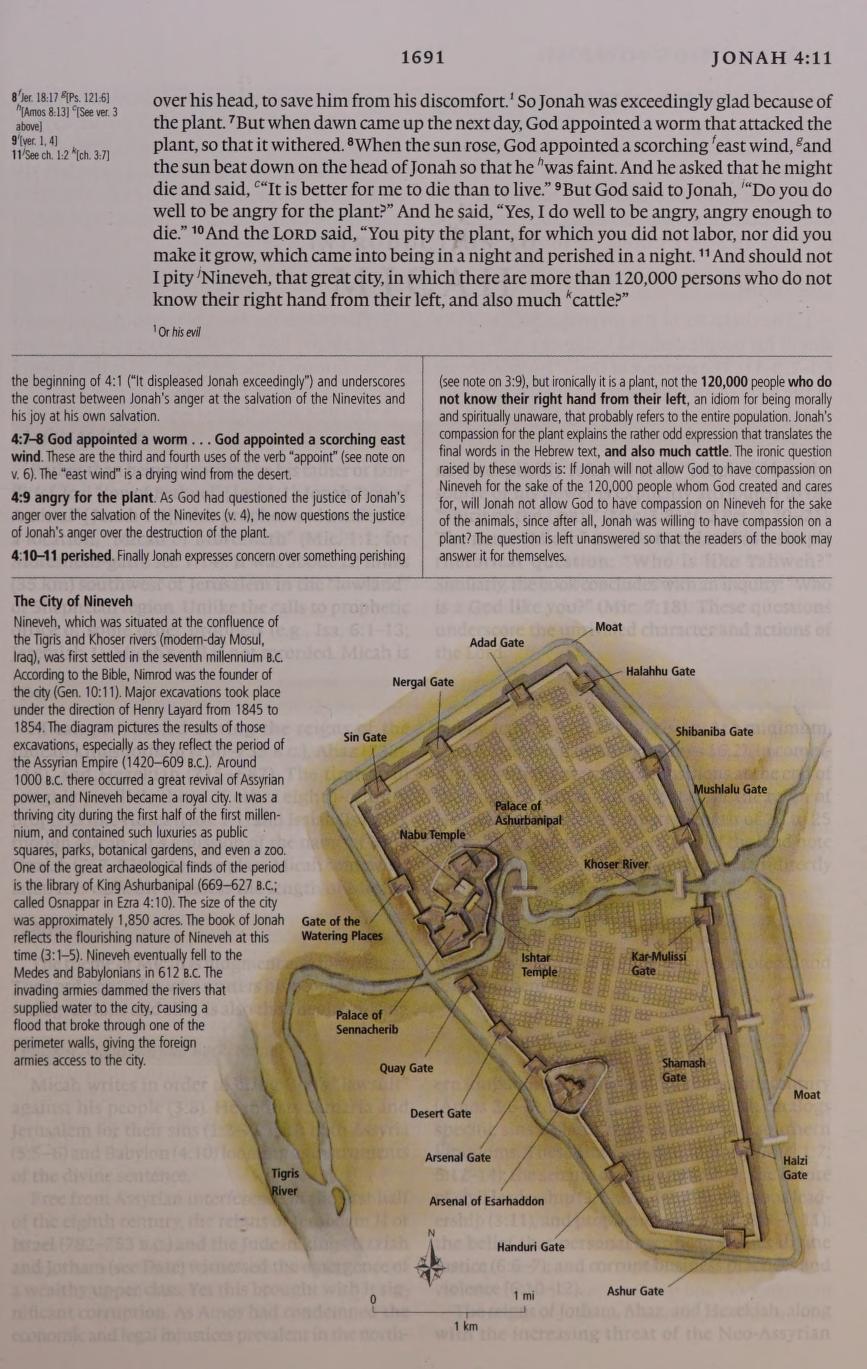 1691
JONAH 4:11
8 fJer. 18:17 g[Ps. 121:6]
h[Amos 8:13] c[See ver. 3
above]
9 i[ver. 1, 4]
11 jSee ch. 1:2 k[ch. 3:7]
over his head, to save him from his discomfort.1 So Jonah was exceedingly glad because of
the plant. 7But when dawn came up the next day, God appointed a worm that attacked the
plant, so that it withered. 8When the sun rose, God appointed a scorching feast wind, gand
the sun beat down on the head of Jonah so that he hwas faint. And he asked that he might
die and said, c“It is better for me to die than to live.” 9But God said to Jonah, i“Do you do
well to be angry for the plant?” And he said, “Yes, I do well to be angry, angry enough to
die.” 10And the LORD said, “You pity the plant, for which you did not labor, nor did you
make it grow, which came into being in a night and perished in a night. 11And should not
I pity jNineveh, that great city, in which there are more than 120,000 persons who do not
know their right hand from their left, and also much kcattle?”
1 Or his evil
the beginning of 4:1 (“It displeased Jonah exceedingly”) and underscores
the contrast between Jonah's anger at the salvation of the Ninevites and
his joy at his own salvation.
4:7–8 God appointed a worm . . . God appointed a scorching east
wind. These are the third and fourth uses of the verb “appoint” (see note on
v. 6). The “east wind” is a drying wind from the desert.
4:9 angry for the plant. As God had questioned the justice of Jonah's
anger over the salvation of the Ninevites (v. 4), he now questions the justice
of Jonah's anger over the destruction of the plant.
4:10–11 perished. Finally Jonah expresses concern over something perishing
(see note on 3:9), but ironically it is a plant, not the 120,000 people who do
not know their right hand from their left, an idiom for being morally
and spiritually unaware, that probably refers to the entire population. Jonah's
compassion for the plant explains the rather odd expression that translates the
final words in the Hebrew text, and also much cattle. The ironic question
raised by these words is: If Jonah will not allow God to have compassion on
Nineveh for the sake of the 120,000 people whom God created and cares
for, will Jonah not allow God to have compassion on Nineveh for the sake
of the animals, since after all, Jonah was willing to have compassion on a
plant? The question is left unanswered so that the readers of the book may
answer it for themselves.
The City of Nineveh
Nineveh, which was situated at the confluence of
the Tigris and Khoser rivers (modern-day Mosul,
Iraq), was first settled in the seventh millennium B.C.
According to the Bible, Nimrod was the founder of
the city (Gen. 10:11). Major excavations took place
under the direction of Henry Layard from 1845 to
1854. The diagram pictures the results of those
excavations, especially as they reflect the period of
the Assyrian Empire (1420–609 B.C.). Around
1000 B.C. there occurred a great revival of Assyrian
power, and Nineveh became a royal city. It was a
thriving city during the first half of the first millen-
nium, and contained such luxuries as public
squares, parks, botanical gardens, and even a zoo.
One of the great archaeological finds of the period
is the library of King Ashurbanipal (669–627 B.C.;
called Osnappar in Ezra 4:10). The size of the city
was approximately 1,850 acres. The book of Jonah
reflects the flourishing nature of Nineveh at this
time (3:1–5). Nineveh eventually fell to the
Medes and Babylonians in 612 B.C. The
invading armies dammed the rivers that
supplied water to the city, causing a
flood that broke through one of the
perimeter walls, giving the foreign
armies access to the city.
Moat
Adad Gate
Halahhu Gate
Nergal Gate
Shibaniba Gate
Sin Gate
Mushlalu Gate
Palace of
Ashurbanipal
Nabu Temple
Khoser River
Gate of the
Watering Places
Ishtar
Temple
Kar-Mulissi
Gate
Palace of
Sennacherib
Quay Gate
Shamash
Gate
Moat
Desert Gate
Arsenal Gate
Halzi
Gate
Tigris
River
Arsenal of Esarhaddon
Handuri Gate
N
Ashur Gate
0
1 mi
1 km